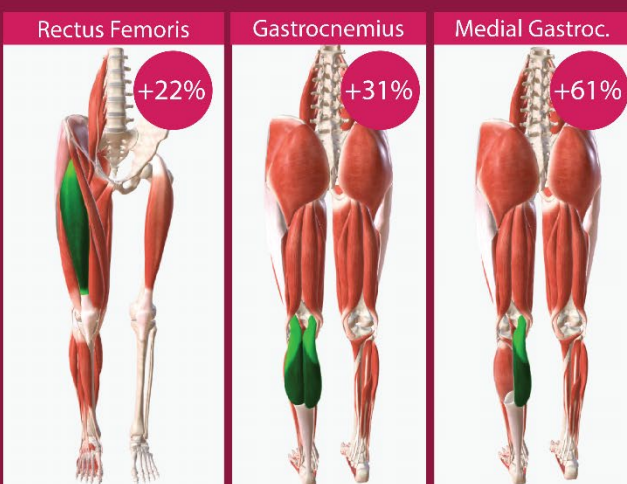 Rectus Femoris
+22%
Gastrocnemius
+31%
Medial Gastroc.
+61%